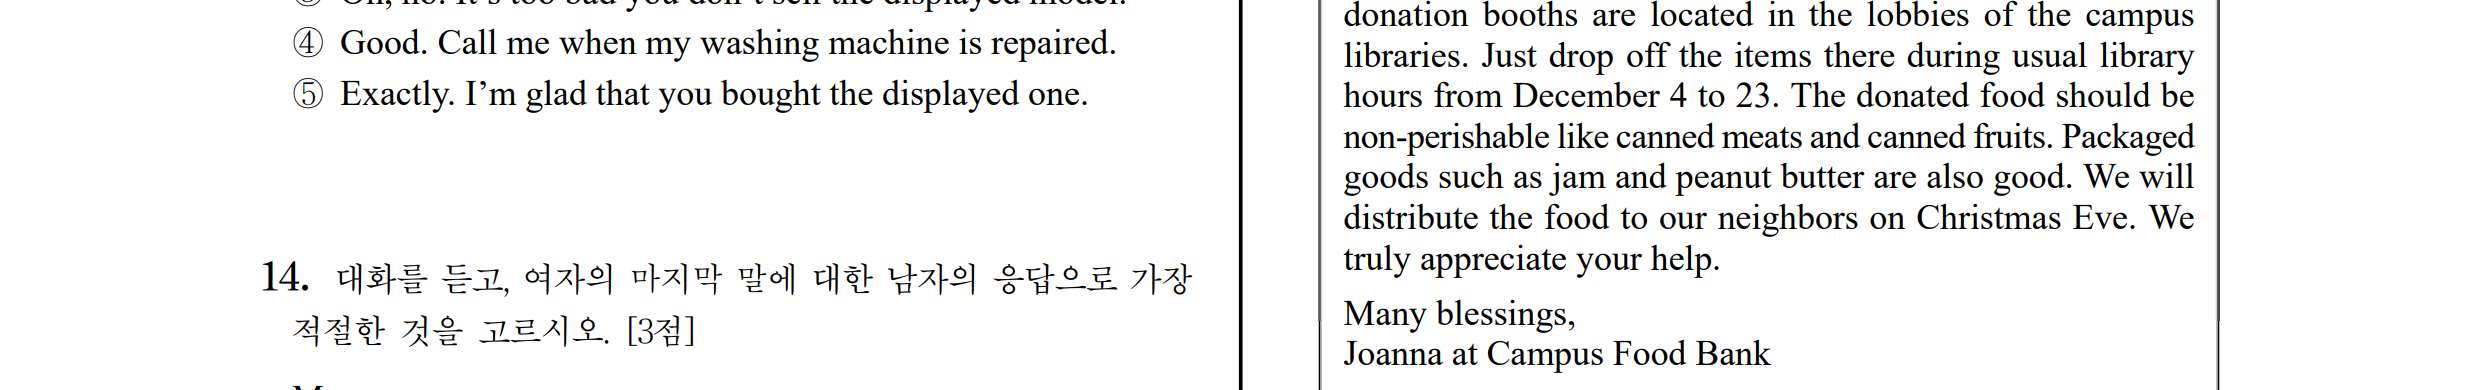 ④ Good. Call me when my washing machine is repaired.
⑤ Exactly. I’m glad that you bought the displayed one.
14. 대화를 듣고, 여자의 마지막 말에 대한 남자의 응답으로 가장
적절한 것을 고르시오. [3점]
donation booths are located in the lobbies of the campus
libraries. Just drop off the items there during usual library
hours from December 4 to 23. The donated food should be
non-perishable like canned meats and canned fruits. Packaged
goods such as jam and peanut butter are also good. We will
distribute the food to our neighbors on Christmas Eve. We
truly appreciate your help.
Many blessings,
Joanna at Campus Food Bank